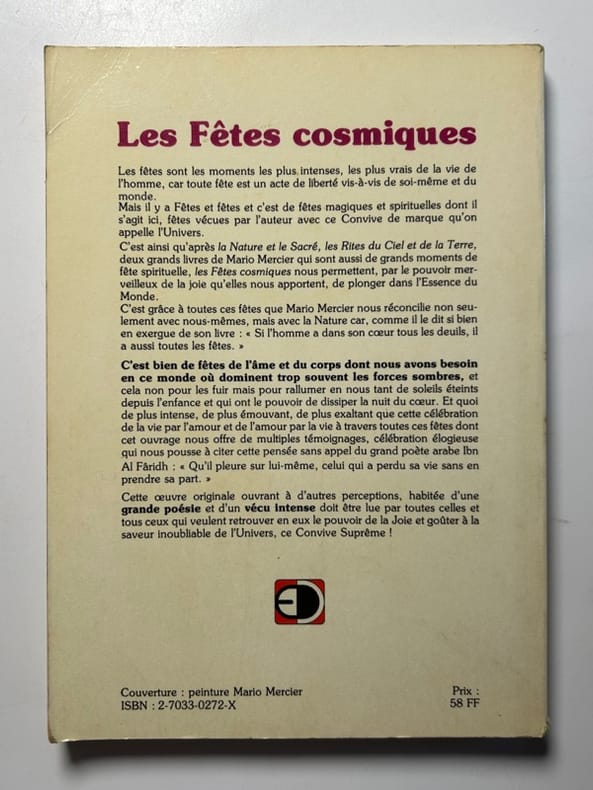 Les Fêtes cosmiques
Les fêtes sont les moments les plus intenses, les plus vrais de la vie de
l'homme, car toute fête est un acte de liberté vis-à-vis de soi-même et du
monde.
Mais il y a Fêtes et fêtes et c'est de fêtes magiques et spirituelles dont il
s'agit ici, fêtes vécues par l'auteur avec ce Convive de marque qu'on
appelle l'Univers.
C'est ainsi qu'après la Nature et le Sacré, les Rites du Ciel et de la Terre,
deux grands livres de Mario Mercier qui sont aussi de grands moments de
fête spirituelle, les Fêtes cosmiques nous permettent, par le pouvoir mer-
veilleux de la joie qu'elles nous apportent, de plonger dans l'Essence du
Monde.
C'est grâce à toutes ces fêtes que Mario Mercier nous réconcilie non seu-
lement avec nous-mêmes, mais avec la Nature car, comme il le dit si bien
en exergue de son livre : « Si l'homme a dans son cœur tous les deuils, il
a aussi toutes les fêtes. »
C'est bien de fêtes de l'âme et du corps dont nous avons besoin
en ce monde où dominent trop souvent les forces sombres, et
cela non pour les fuir mais pour rallumer en nous tant de soleils éteints
depuis l'enfance et qui ont le pouvoir de dissiper la nuit du cœur. Et quoi
de plus intense, de plus émouvant, de plus exaltant que cette célébration
de la vie par l'amour et de l'amour par la vie à travers toutes ces fêtes dont
cet ouvrage nous offre de multiples témoignages, célébration élogieuse
qui nous pousse à citer cette pensée sans appel du grand poète arabe Ibn
Al Fâridh : « Qu'il pleure sur lui-même, celui qui a perdu sa vie sans en
prendre sa part. »
Cette œuvre originale ouvrant à d'autres perceptions, habitée d'une
grande poésie et d'un vécu intense doit être lue par toutes celles et
tous ceux qui veulent retrouver en eux le pouvoir de la Joie et goûter à la
saveur inoubliable de l'Univers, ce Convive Suprême !
Couverture : peinture Mario Mercier
ISBN : 2-7033-0272-X
Prix :
58 FF